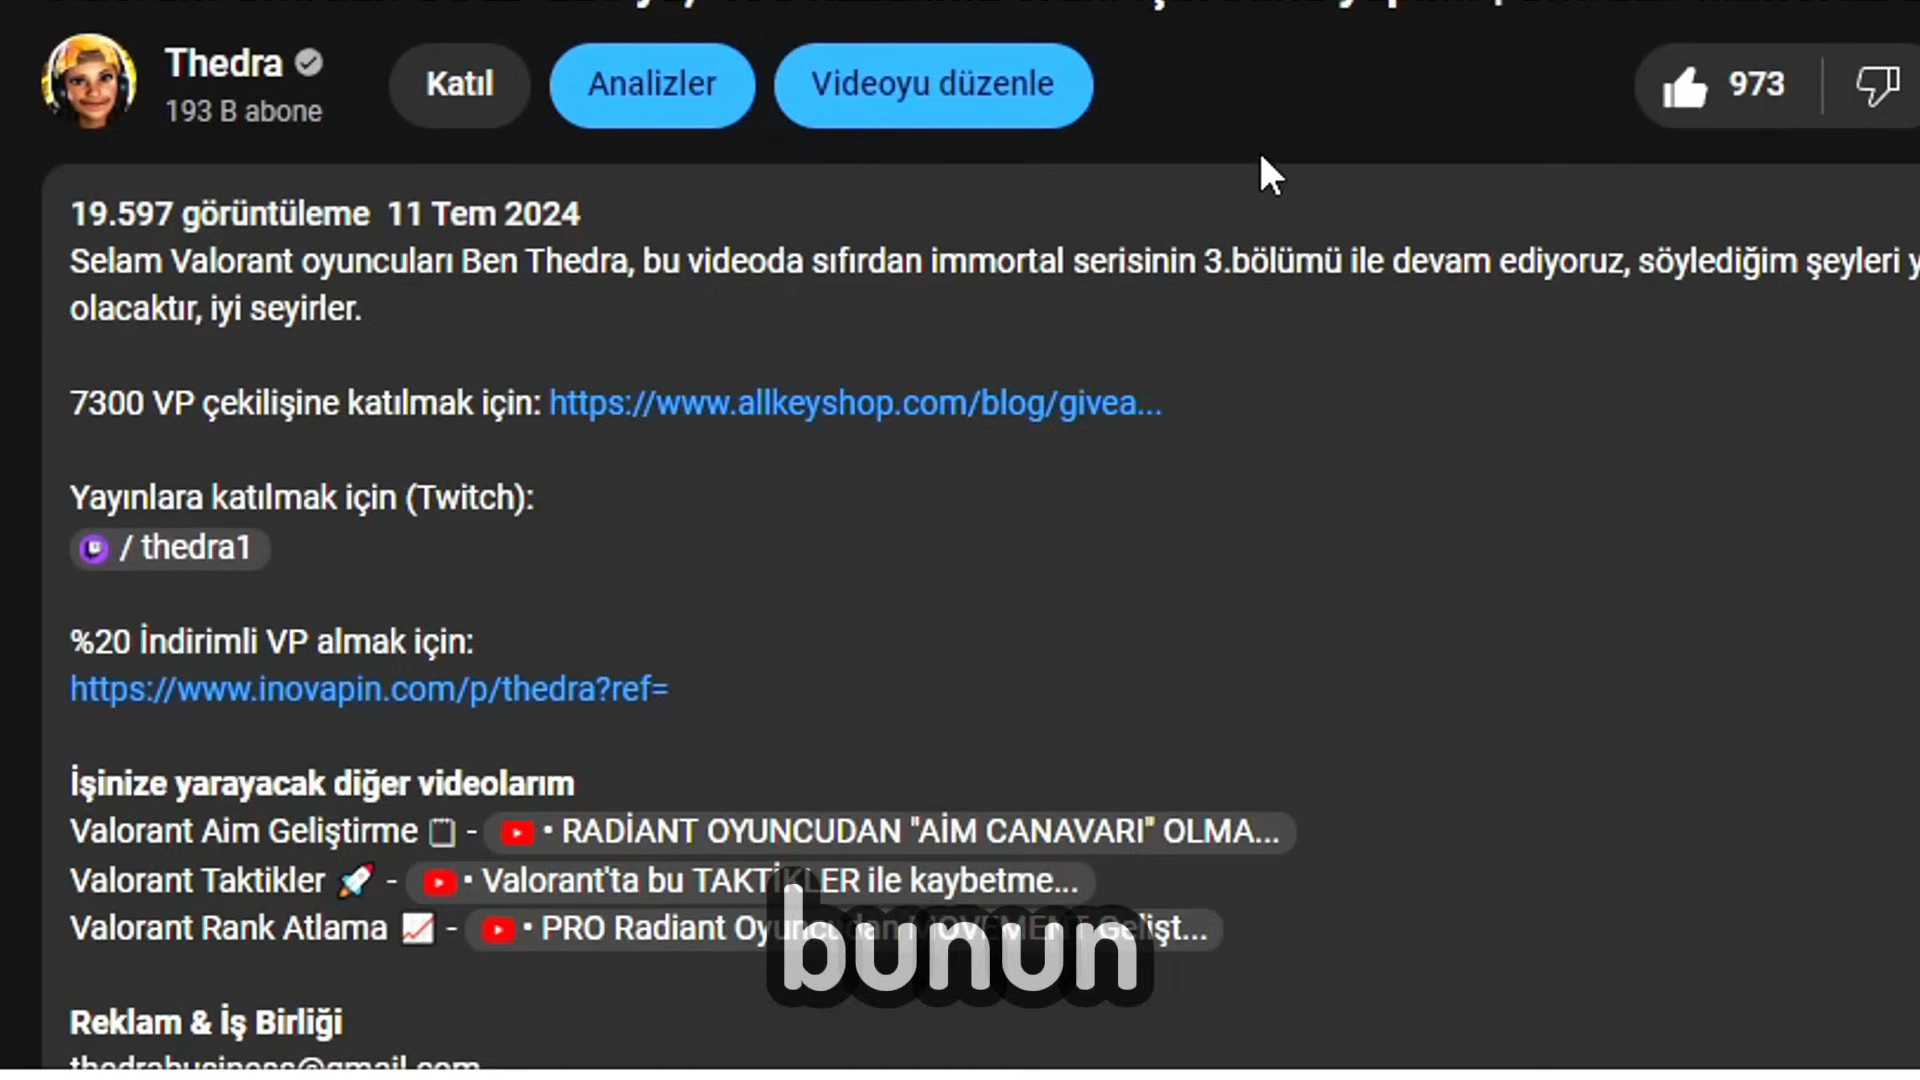 Thedra
193 B abone
Katıl
Analizler
Videoyu düzenle
973
19.597 görüntüleme 11 Tem 2024
Selam Valorant oyuncuları Ben Thedra, bu videoda sıfırdan immortal serisinin 3.bölümü ile devam ediyoruz, söylediğim şeyleri y
olacaktır, iyi seyirler.
7300 VP çekilişine katılmak için: https://www.allkeyshop.com/blog/givea...
Yayınlara katılmak için (Twitch):
/ thedra1
%20 İndirimli VP almak için:
https://www.inovapin.com/p/thedra?ref=
İşinize yarayacak diğer videolarım
Valorant Aim Geliştirme - • RADİANT OYUNCUDAN "AİM CANAVARI" OLMA...
Valorant Taktikler 🚀 - • Valorant'ta bu TAKTİKLER ile kaybetme...
Valorant Rank Atlama 📈 - • PRO Radiant Oyuncudan MOVEMENT Gelişt...
bunun
Reklam & İş Birliği
thedrabusiness@gmail.com